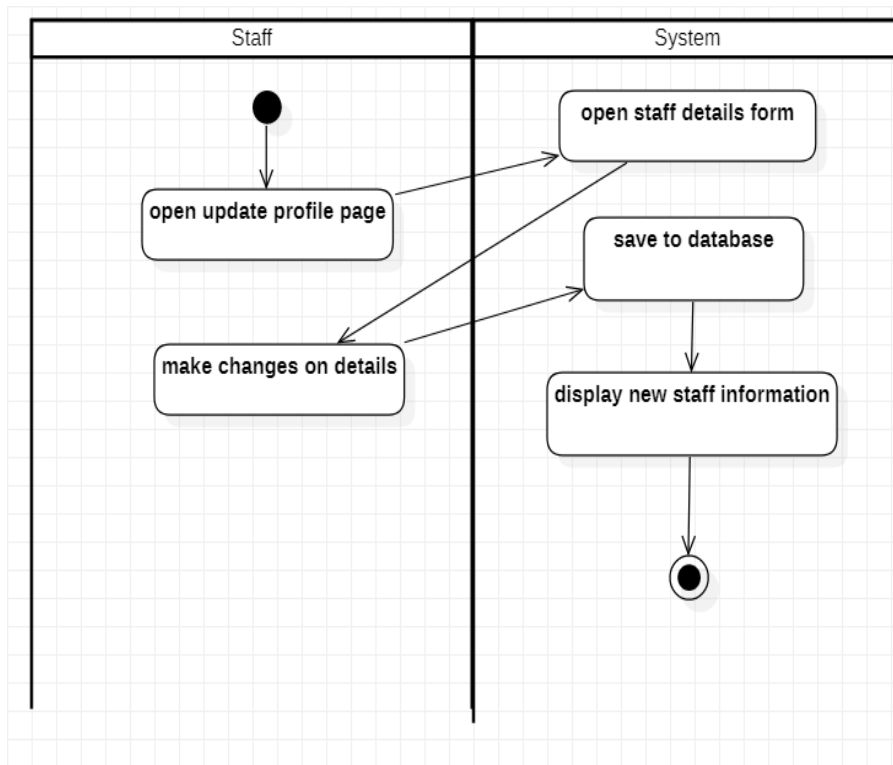 Staff
System
open staff details form
open update profile page
save to database
make changes on details
display new staff information